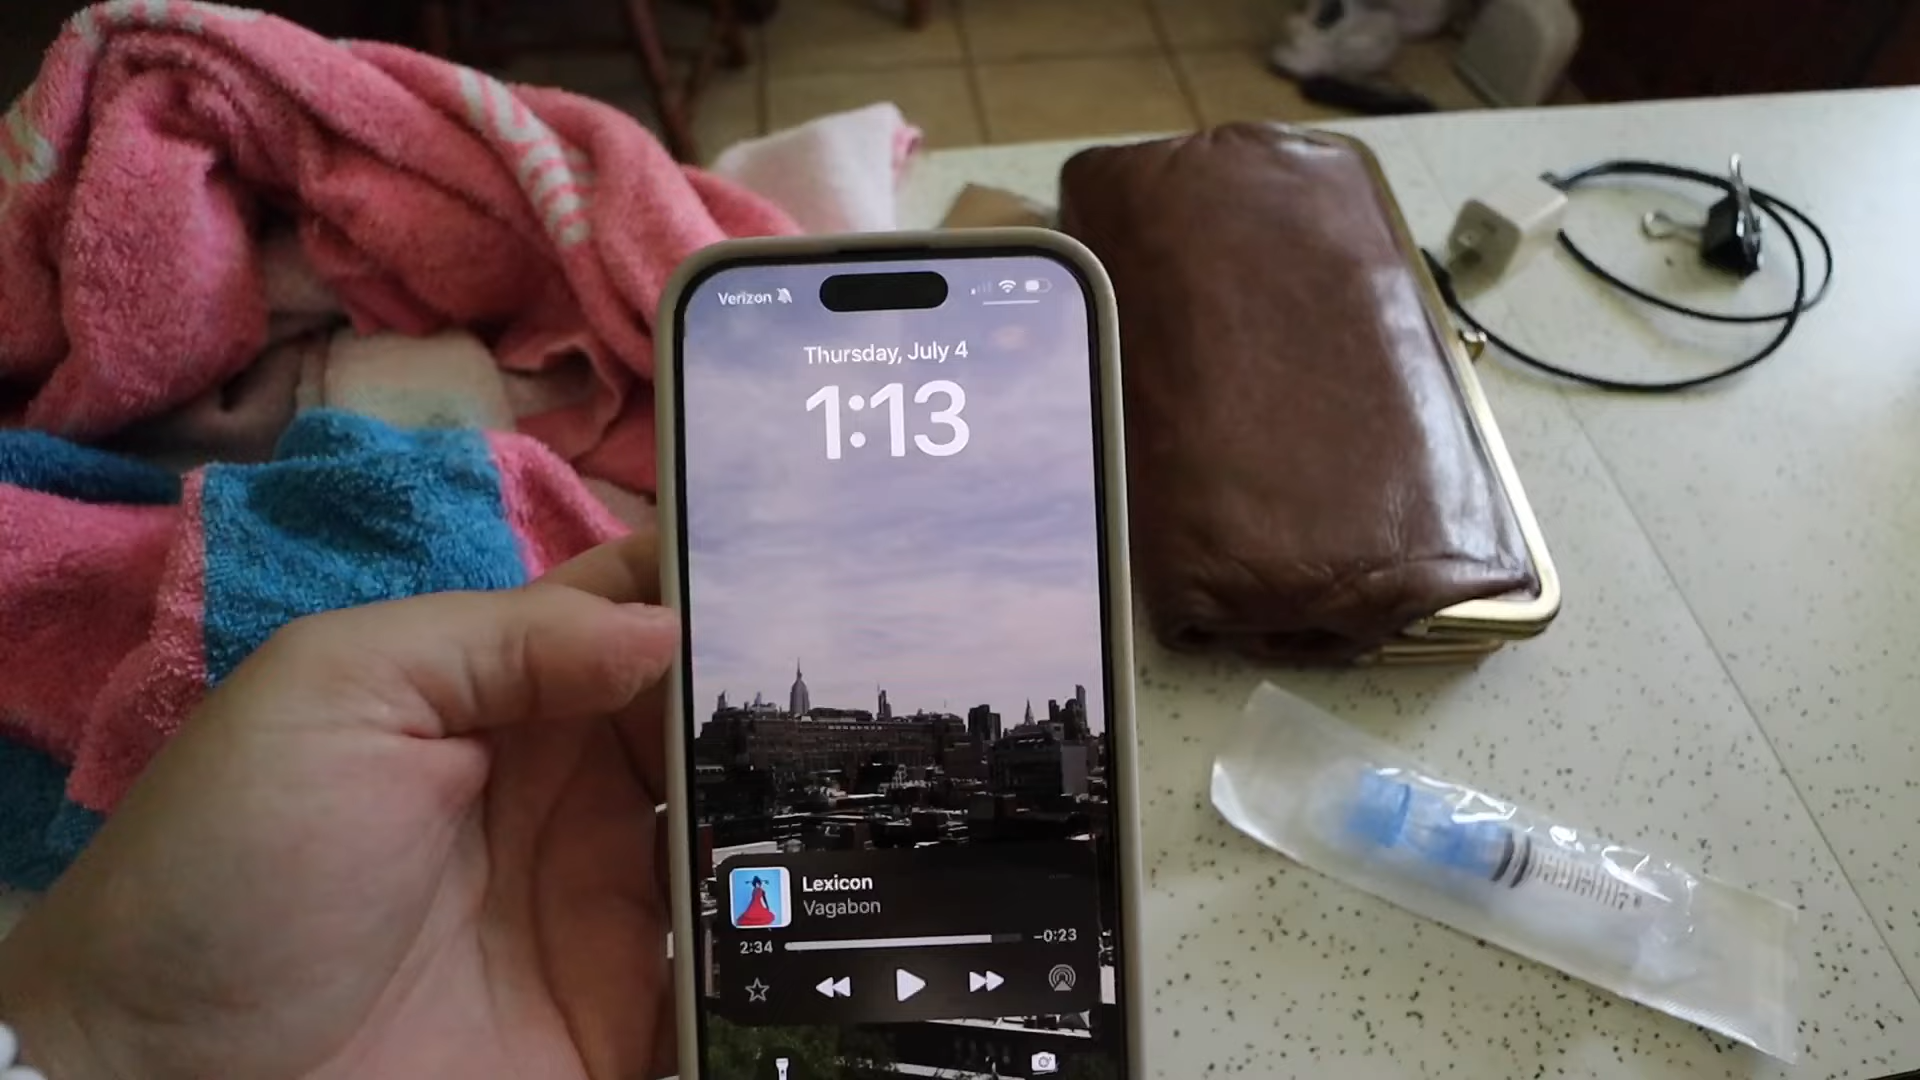 Verizon
Thursday, July 4
1:13
Lexicon
Vagabon
2:34
-0:23